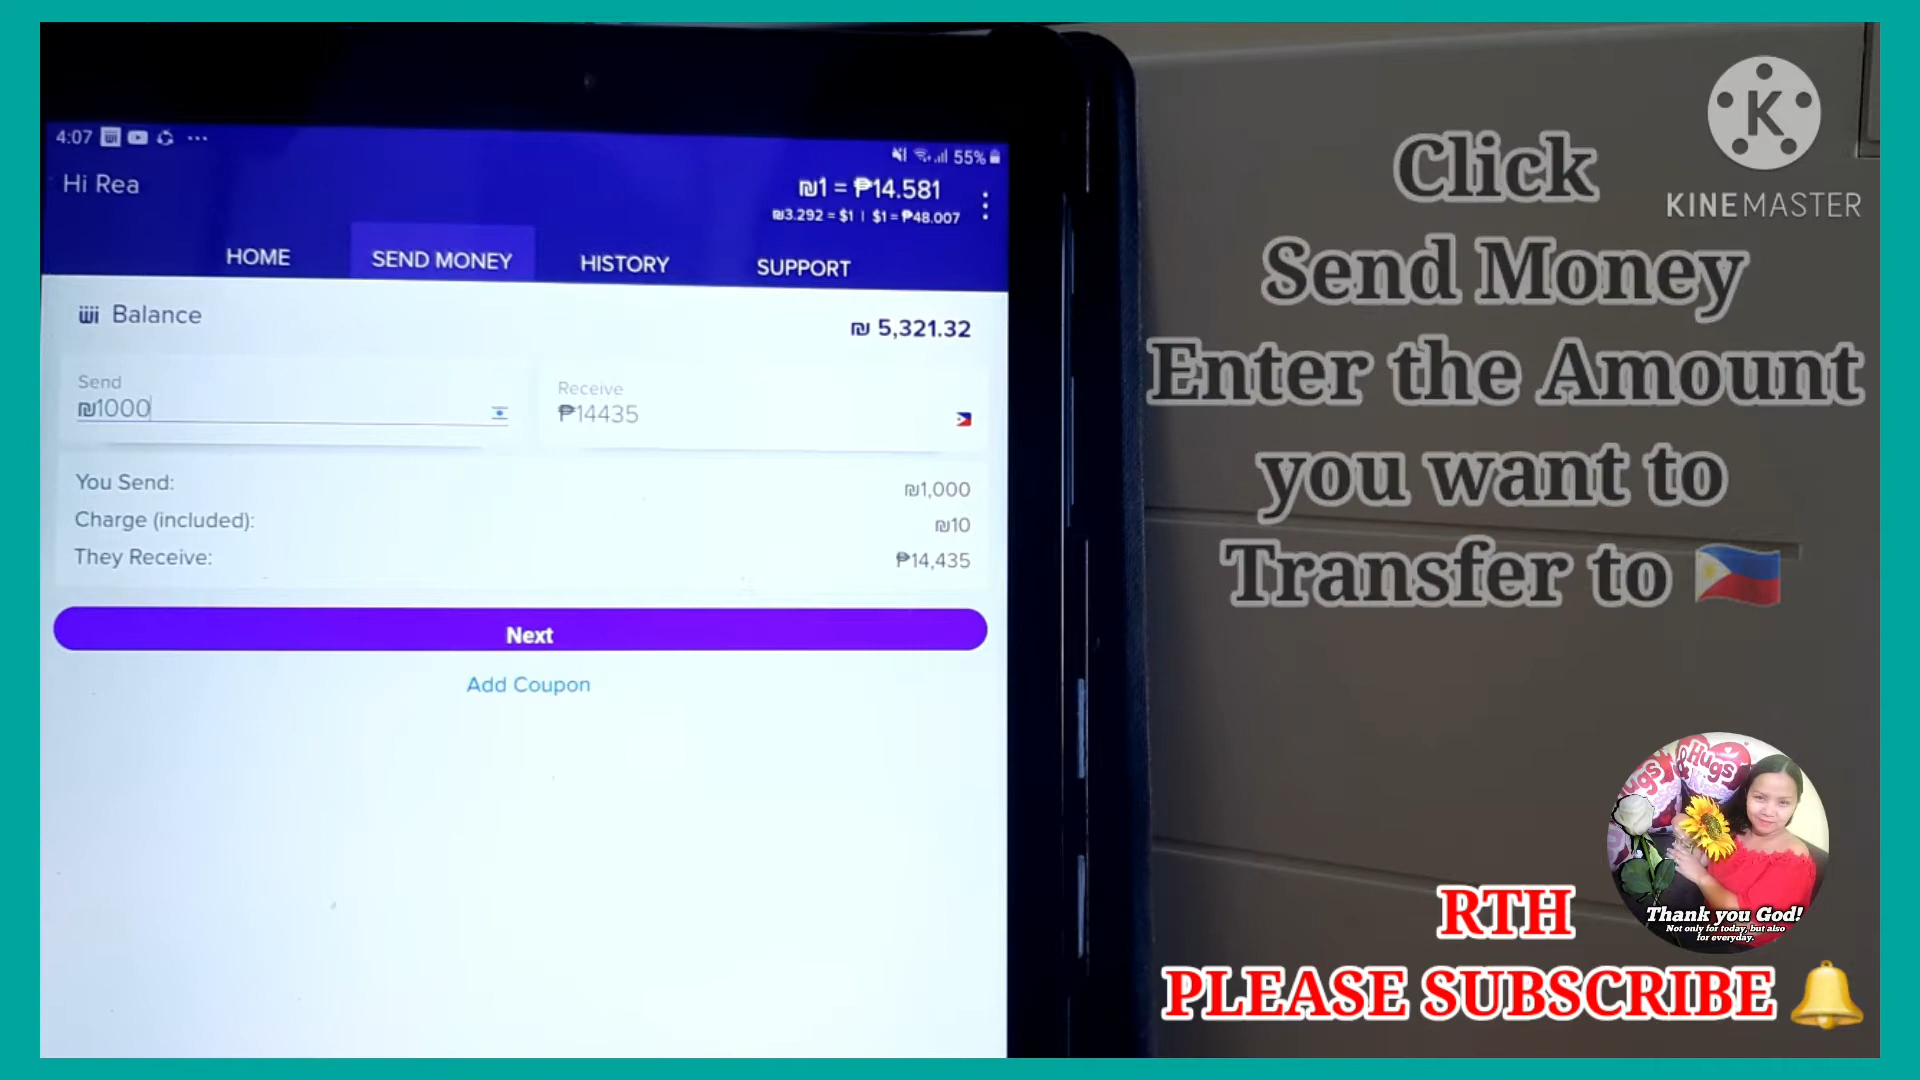 4:07
55%
Hi Rea
₪1 = ₱14.581
₪3.292 = $1 | $1 = ₱48.007
HOME SEND MONEY HISTORY SUPPORT
Balance
₪ 5,321.32
Send
₪1000
Receive
₱14435
You Send: ₪1,000
Charge (included): ₪10
They Receive: ₱14,435
Next
Add Coupon
K
KINEMASTER
Click
Send Money
Enter the Amount
you want to
Transfer to 🇵🇭
Hugs
Hugs
Thank you God!
Not only for today, but also
for everyday.
RTH
PLEASE SUBSCRIBE 🔔